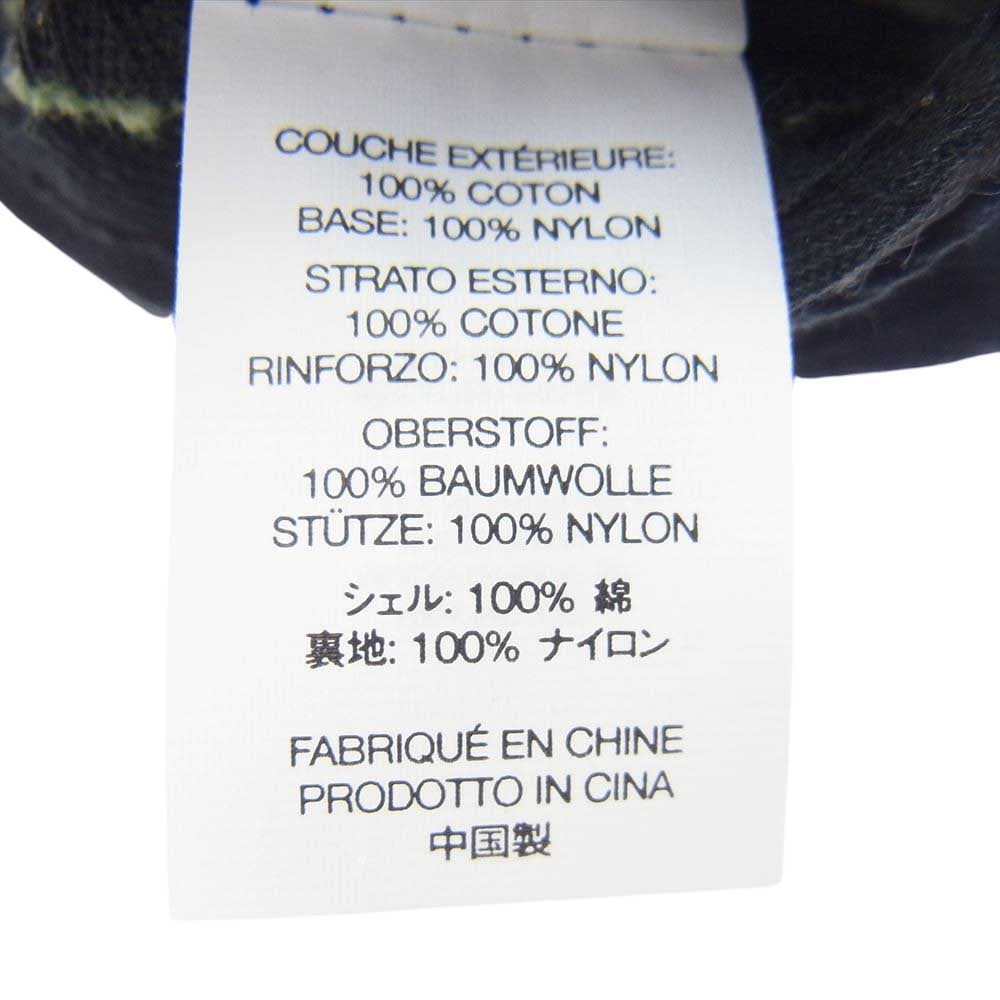 COUCHE EXTÉRIEURE:
100% COTON
BASE: 100% NYLON
STRATO ESTERNO:
100% COTONE
RINFORZO: 100% NYLON
OBERSTOFF:
100% BAUMWOLLE
STÜTZE: 100% NYLON
シェル: 100% 綿
裏地: 100% ナイロン
FABRIQUÉ EN CHINE
PRODOTTO IN CINA
中国製